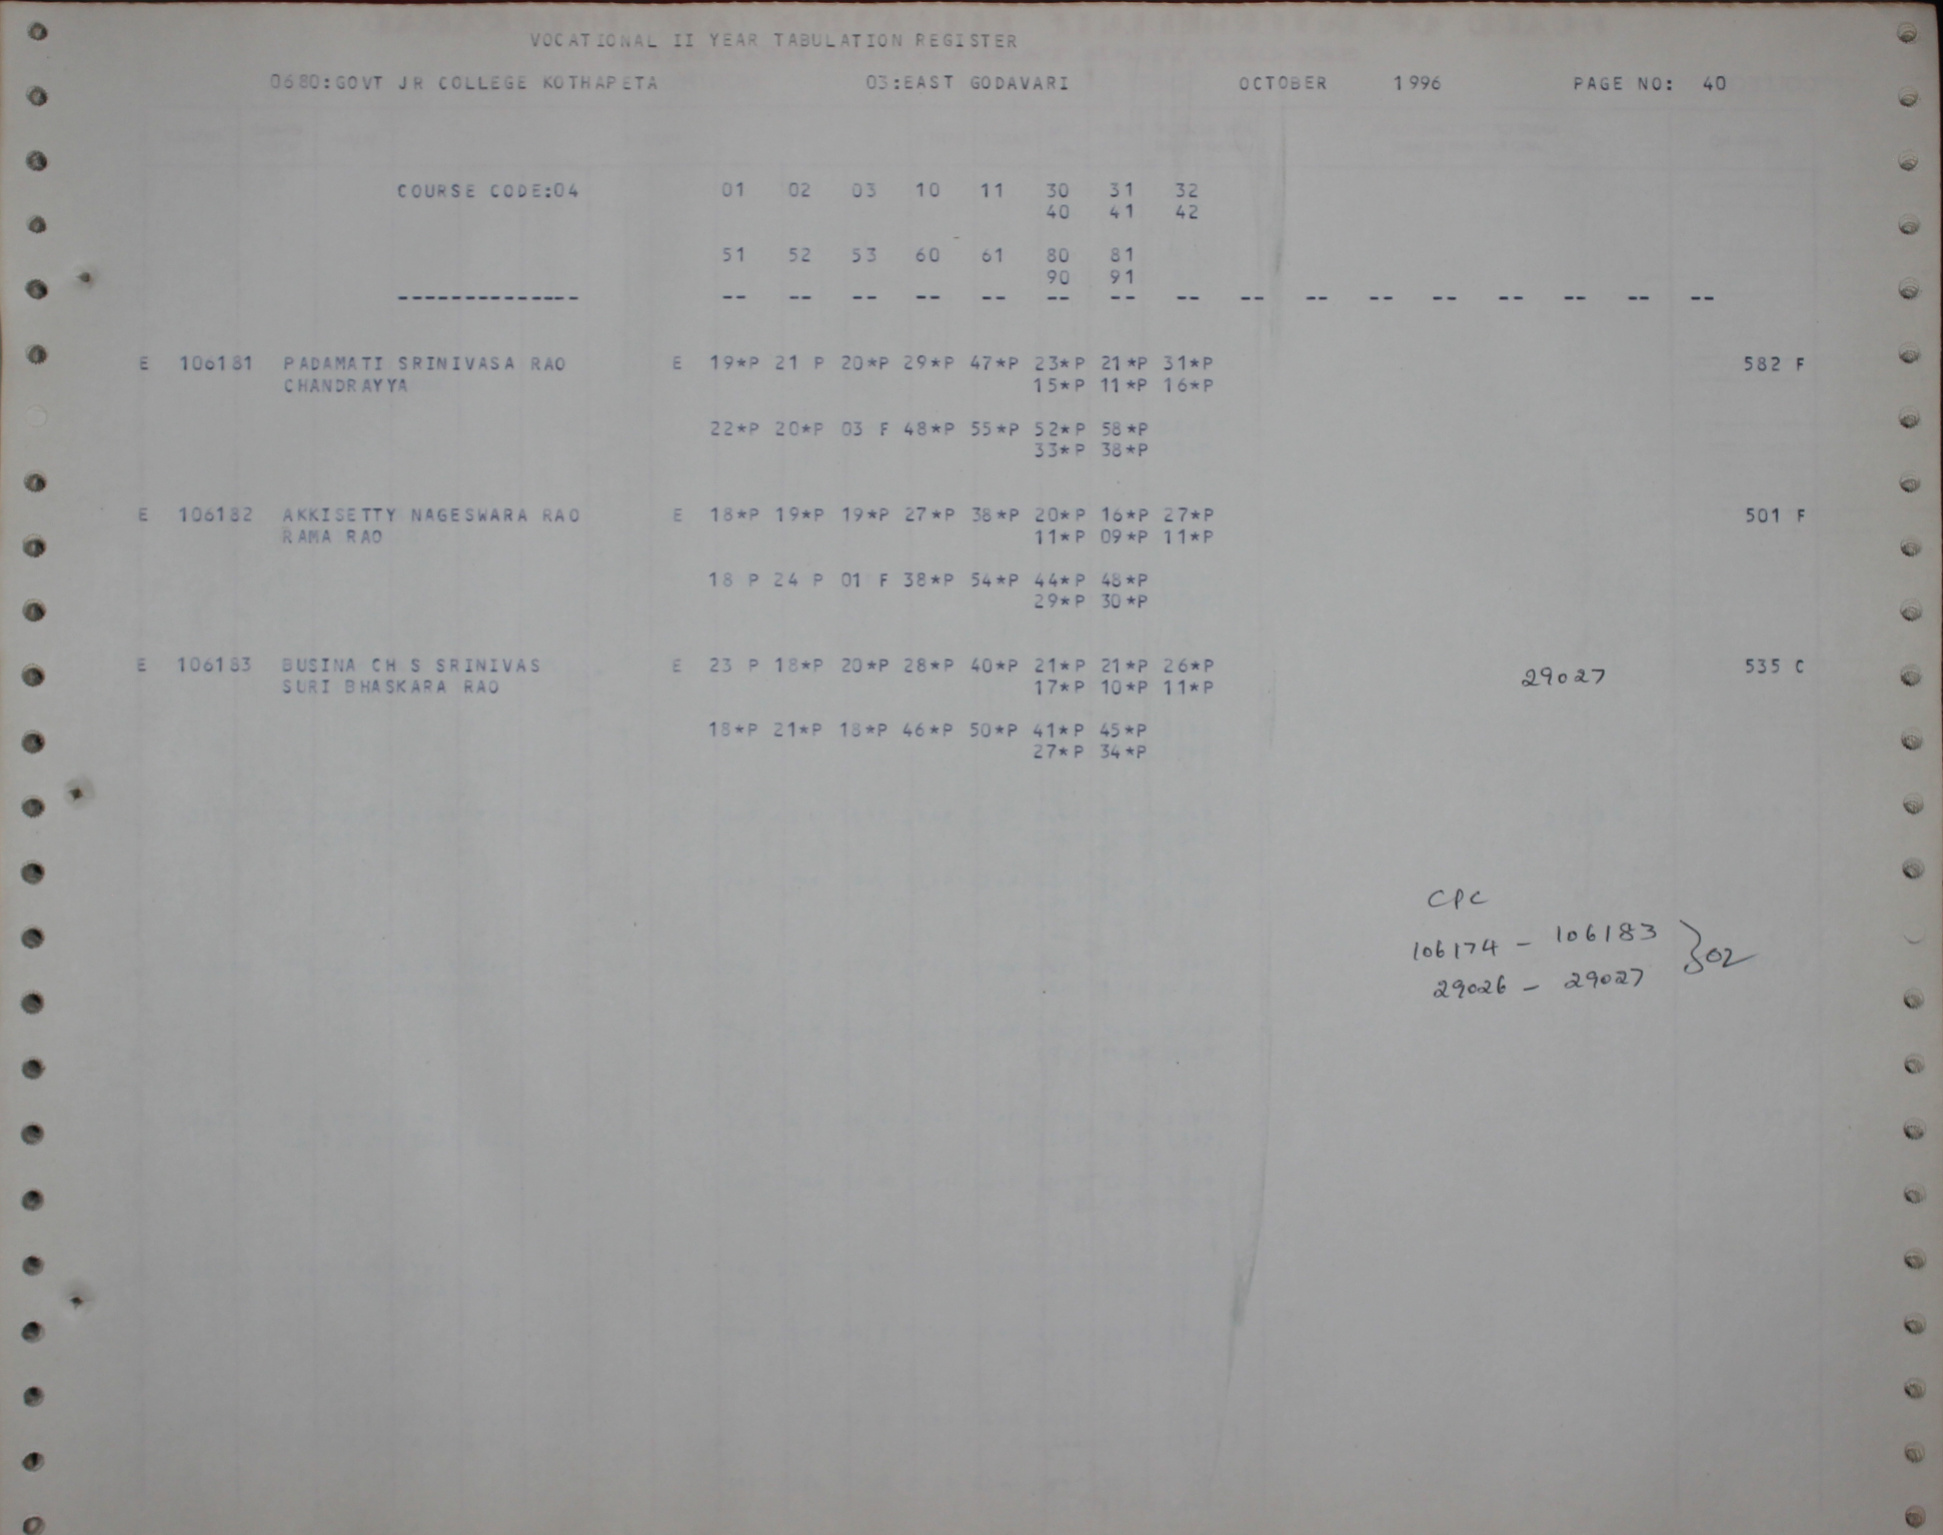 VOCATIONAL II YEAR TABULATION REGISTER
0680:GOVT JR COLLEGE KOTHAPETA 03:EAST GODAVARI OCTOBER 1996 PAGE NO: 40
COURSE CODE:04 01 02 03 10 11 30 31 32
40 41 42
51 52 53 60 61 80 81
90 91
-------------- -- -- -- -- -- -- -- -- -- -- -- -- -- -- -- --
E 106181 PADAMATI SRINIVASA RAO E 19*P 21 P 20*P 29*P 47*P 23*P 21*P 31*P 582 F
CHANDRAYYA 15*P 11*P 16*P
22*P 20*P 03 F 48*P 55*P 52*P 58*P
33*P 38*P
E 106182 AKKISETTY NAGESWARA RAO E 18*P 19*P 19*P 27*P 38*P 20*P 16*P 27*P 501 F
RAMA RAO 11*P 09*P 11*P
18 P 24 P 01 F 38*P 54*P 44*P 48*P
29*P 30*P
E 106183 BUSINA CH S SRINIVAS E 23 P 18*P 20*P 28*P 40*P 21*P 21*P 26*P 29027 535 C
SURI BHASKARA RAO 17*P 10*P 11*P
18*P 21*P 18*P 46*P 50*P 41*P 45*P
27*P 34*P
CPC
106174 - 106183 } 02
29026 - 29027